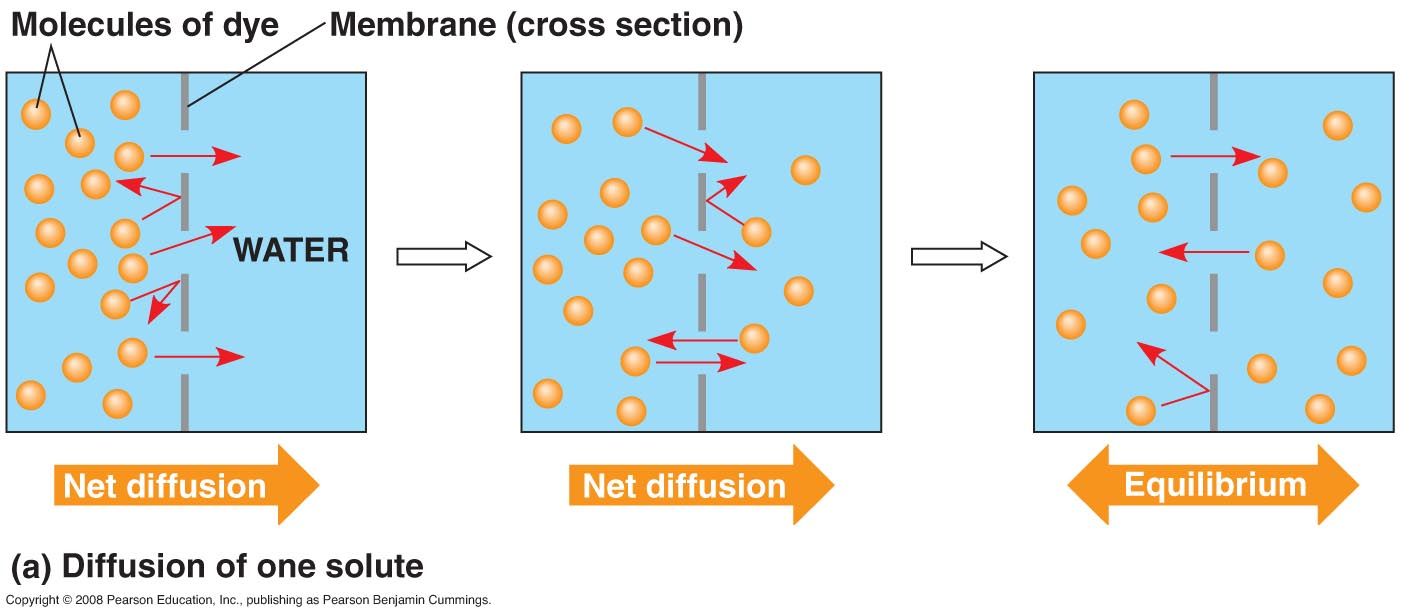 Molecules of dye
Membrane (cross section)
WATER
Net diffusion
Net diffusion
Equilibrium
(a) Diffusion of one solute
Copyright © 2008 Pearson Education, Inc., publishing as Pearson Benjamin Cummings.